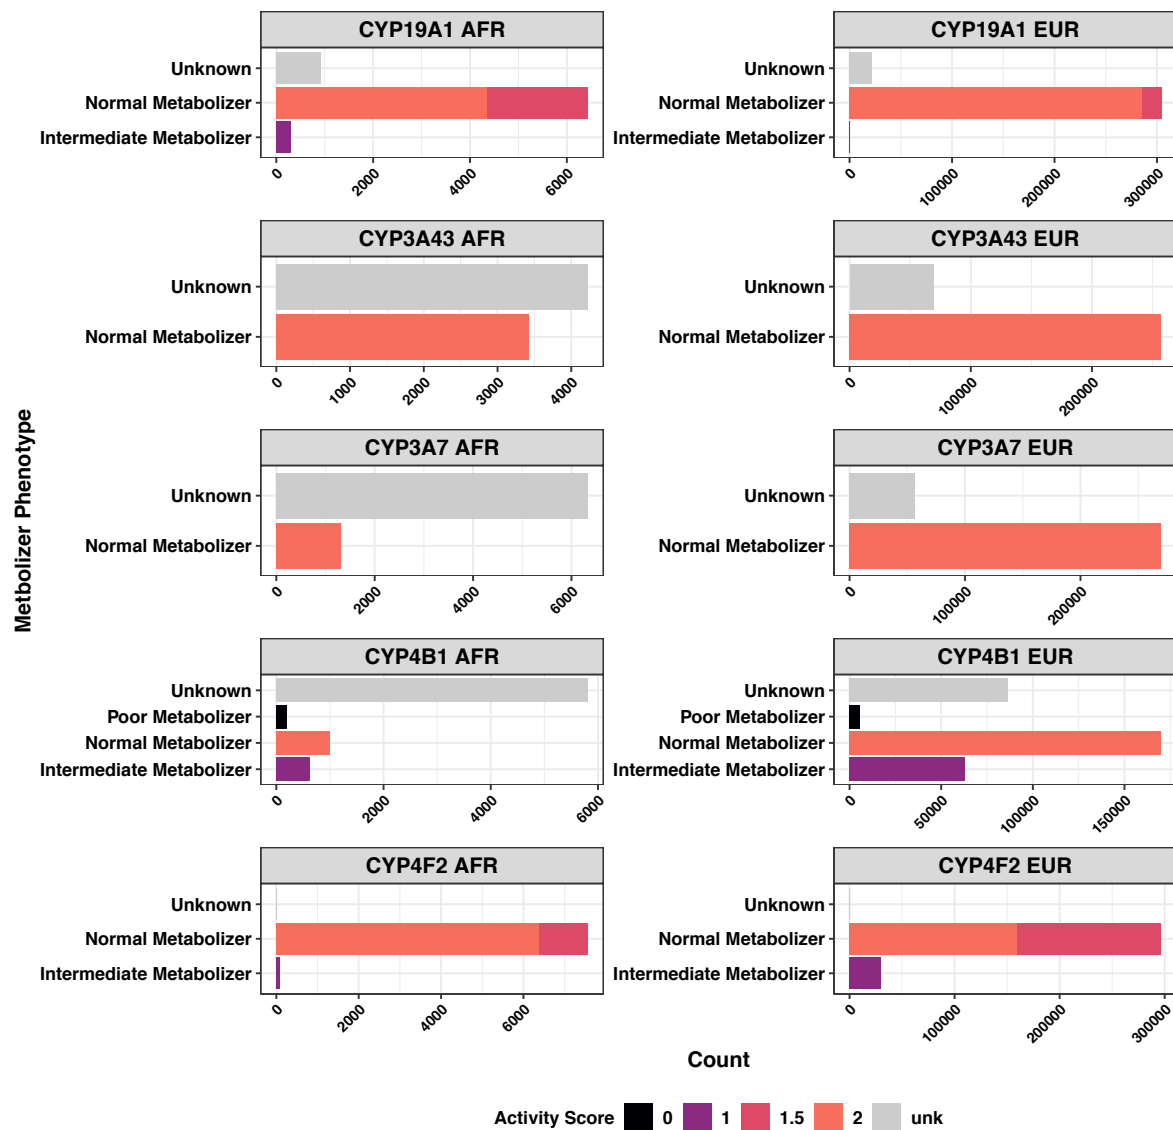 CYP19A1 AFR
CYP19A1 EUR
Unknown
Normal Metabolizer
Intermediate Metabolizer
0 2000 4000 6000
Unknown
Normal Metabolizer
Intermediate Metabolizer
0 100000 200000 300000
CYP3A43 AFR
CYP3A43 EUR
Unknown
Normal Metabolizer
0 1000 2000 3000 4000
Unknown
Normal Metabolizer
0 100000 200000
Metbolizer Phenotype
CYP3A7 AFR
CYP3A7 EUR
Unknown
Normal Metabolizer
0 2000 4000 6000
Unknown
Normal Metabolizer
0 100000 200000
CYP4B1 AFR
CYP4B1 EUR
Unknown
Poor Metabolizer
Normal Metabolizer
Intermediate Metabolizer
0 2000 4000 6000
Unknown
Poor Metabolizer
Normal Metabolizer
Intermediate Metabolizer
0 50000 100000 150000
CYP4F2 AFR
CYP4F2 EUR
Unknown
Normal Metabolizer
Intermediate Metabolizer
0 2000 4000 6000
Unknown
Normal Metabolizer
Intermediate Metabolizer
0 100000 200000 300000
Count
Activity Score 0 1 1.5 2 unk